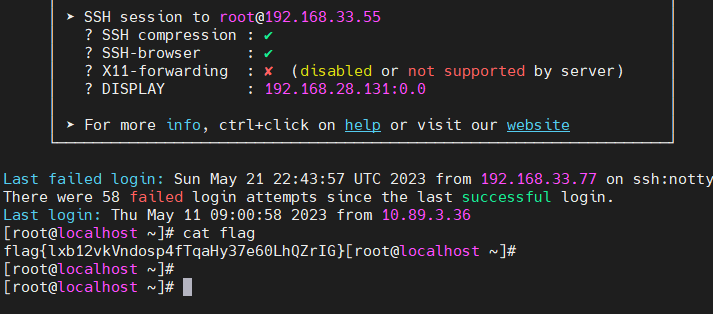 ➤ SSH session to root@192.168.33.55
? SSH compression : ✔
? SSH-browser     : ✔
? X11-forwarding  : ✘  (disabled or not supported by server)
? DISPLAY         : 192.168.28.131:0.0
➤ For more info, ctrl+click on help or visit our website
Last failed login: Sun May 21 22:43:57 UTC 2023 from 192.168.33.77 on ssh:notty
There were 58 failed login attempts since the last successful login.
Last login: Thu May 11 09:00:58 2023 from 10.89.3.36
[root@localhost ~]# cat flag
flag{lxb12vkVndosp4fTqaHy37e60LhQZrIG}[root@localhost ~]#
[root@localhost ~]#
[root@localhost ~]#